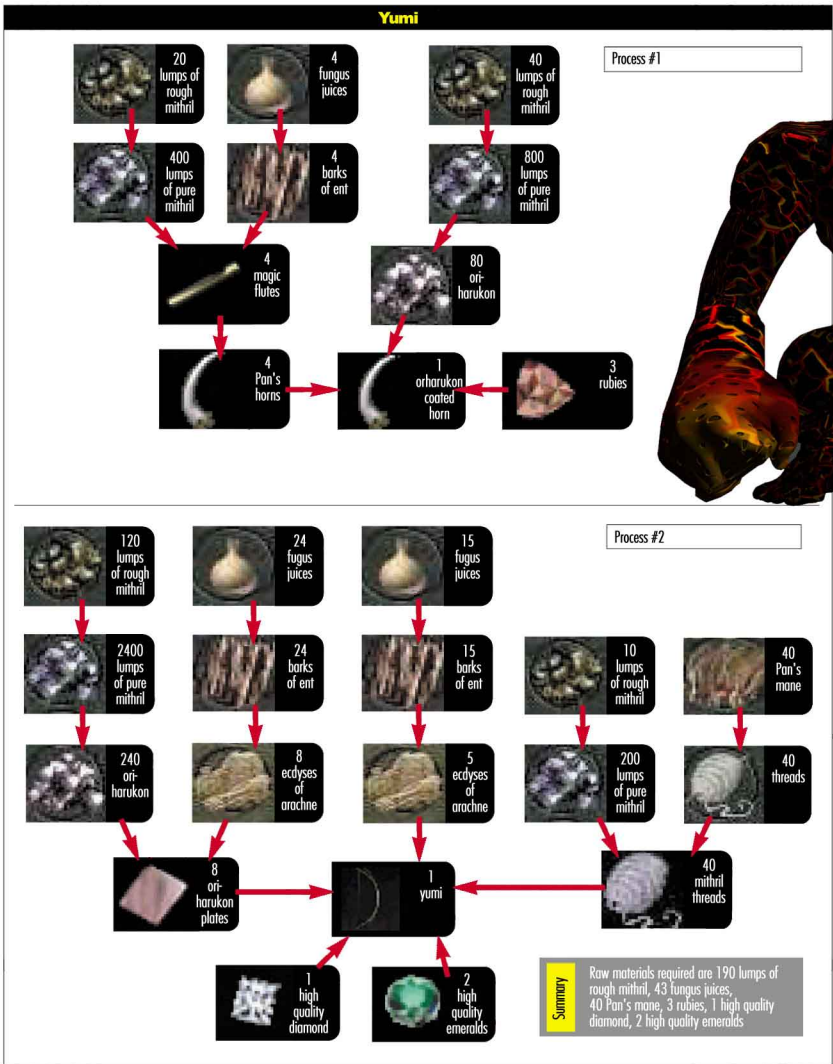 Yumi
Process #1
20
lumps of
rough
mithril
4
fungus
juices
40
lumps of
rough
mithril
400
lumps
of pure
mithril
4
barks
of ent
800
lumps
of pure
mithril
4
magic
flutes
80
ori-
harukon
4
Pan's
horns
1
orharukon
coated
horn
3
rubies
Process #2
120
lumps
of rough
mithril
24
fugus
juices
15
fugus
juices
2400
lumps
of pure
mithril
24
barks
of ent
15
barks
of ent
10
lumps
of rough
mithril
40
Pan's
mane
240
ori-
harukon
8
ecdyses
of
arachne
5
ecdyses
of
arachne
200
lumps
of pure
mithril
40
threads
8
ori-
harukon
plates
1
yumi
40
mithril
threads
1
high
quality
diamond
2
high
quality
emeralds
Summary
Raw materials required are 190 lumps of
rough mithril, 43 fungus juices,
40 Pan's mane, 3 rubies, 1 high quality
diamond, 2 high quality emeralds